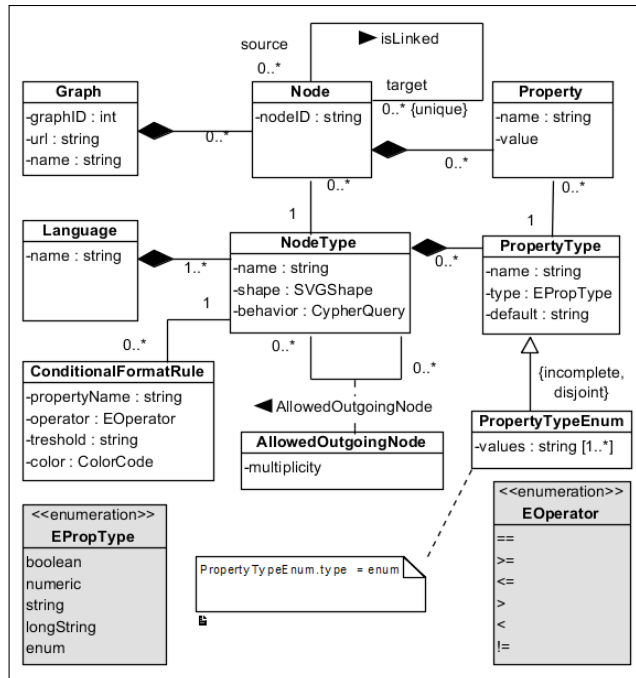 source
isLinked
0..*
target
0..* {unique}
Graph
-graphID : int
-url : string
-name : string
0..*
Node
-nodeID : string
Property
-name : string
-value
0..*
0..*
0..*
1
1
Language
-name : string
1..*
NodeType
-name : string
-shape : SVGShape
-behavior : CypherQuery
0..*
PropertyType
-name : string
-type : EPropType
-default : string
1
0..*
0..*
0..*
{incomplete,
disjoint}
ConditionalFormatRule
-propertyName : string
-operator : EOperator
-treshold : string
-color : ColorCode
AllowedOutgoingNode
AllowedOutgoingNode
-multiplicity
PropertyTypeEnum
-values : string [1..*]
<<enumeration>>
EPropType
boolean
numeric
string
longString
enum
PropertyTypeEnum.type = enum
<<enumeration>>
EOperator
==
>=
<=
>
<
!=